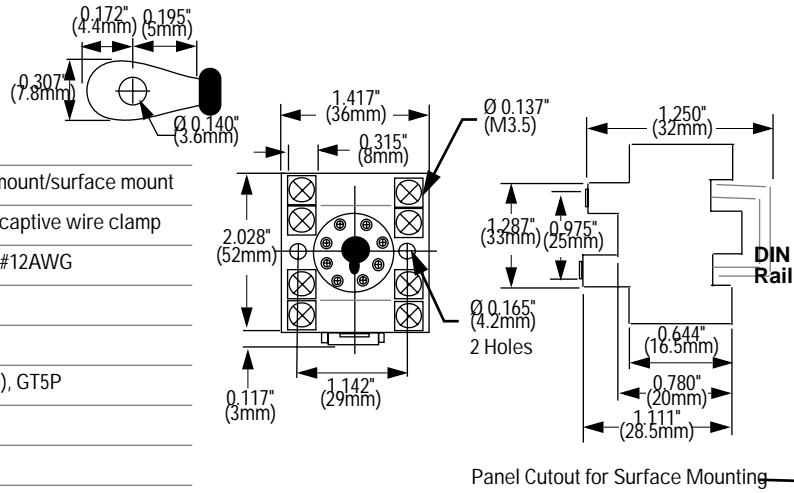 0.172"
(4.4mm)
0.195"
(5mm)
0.307"
(7.8mm)
Ø 0.140"
(3.6mm)
mount/surface mount
captive wire clamp
#12AWG
), GT5P
1.417"
(36mm)
0.315"
(8mm)
Ø 0.137"
(M3.5)
2.028"
(52mm)
Ø 0.165"
(4.2mm)
2 Holes
0.117"
(3mm)
1.142"
(29mm)
1.250"
(32mm)
1.287"
(33mm)
0.975"
(25mm)
DIN
Rail
0.644"
(16.5mm)
0.780"
(20mm)
1.111"
(28.5mm)
Panel Cutout for Surface Mounting